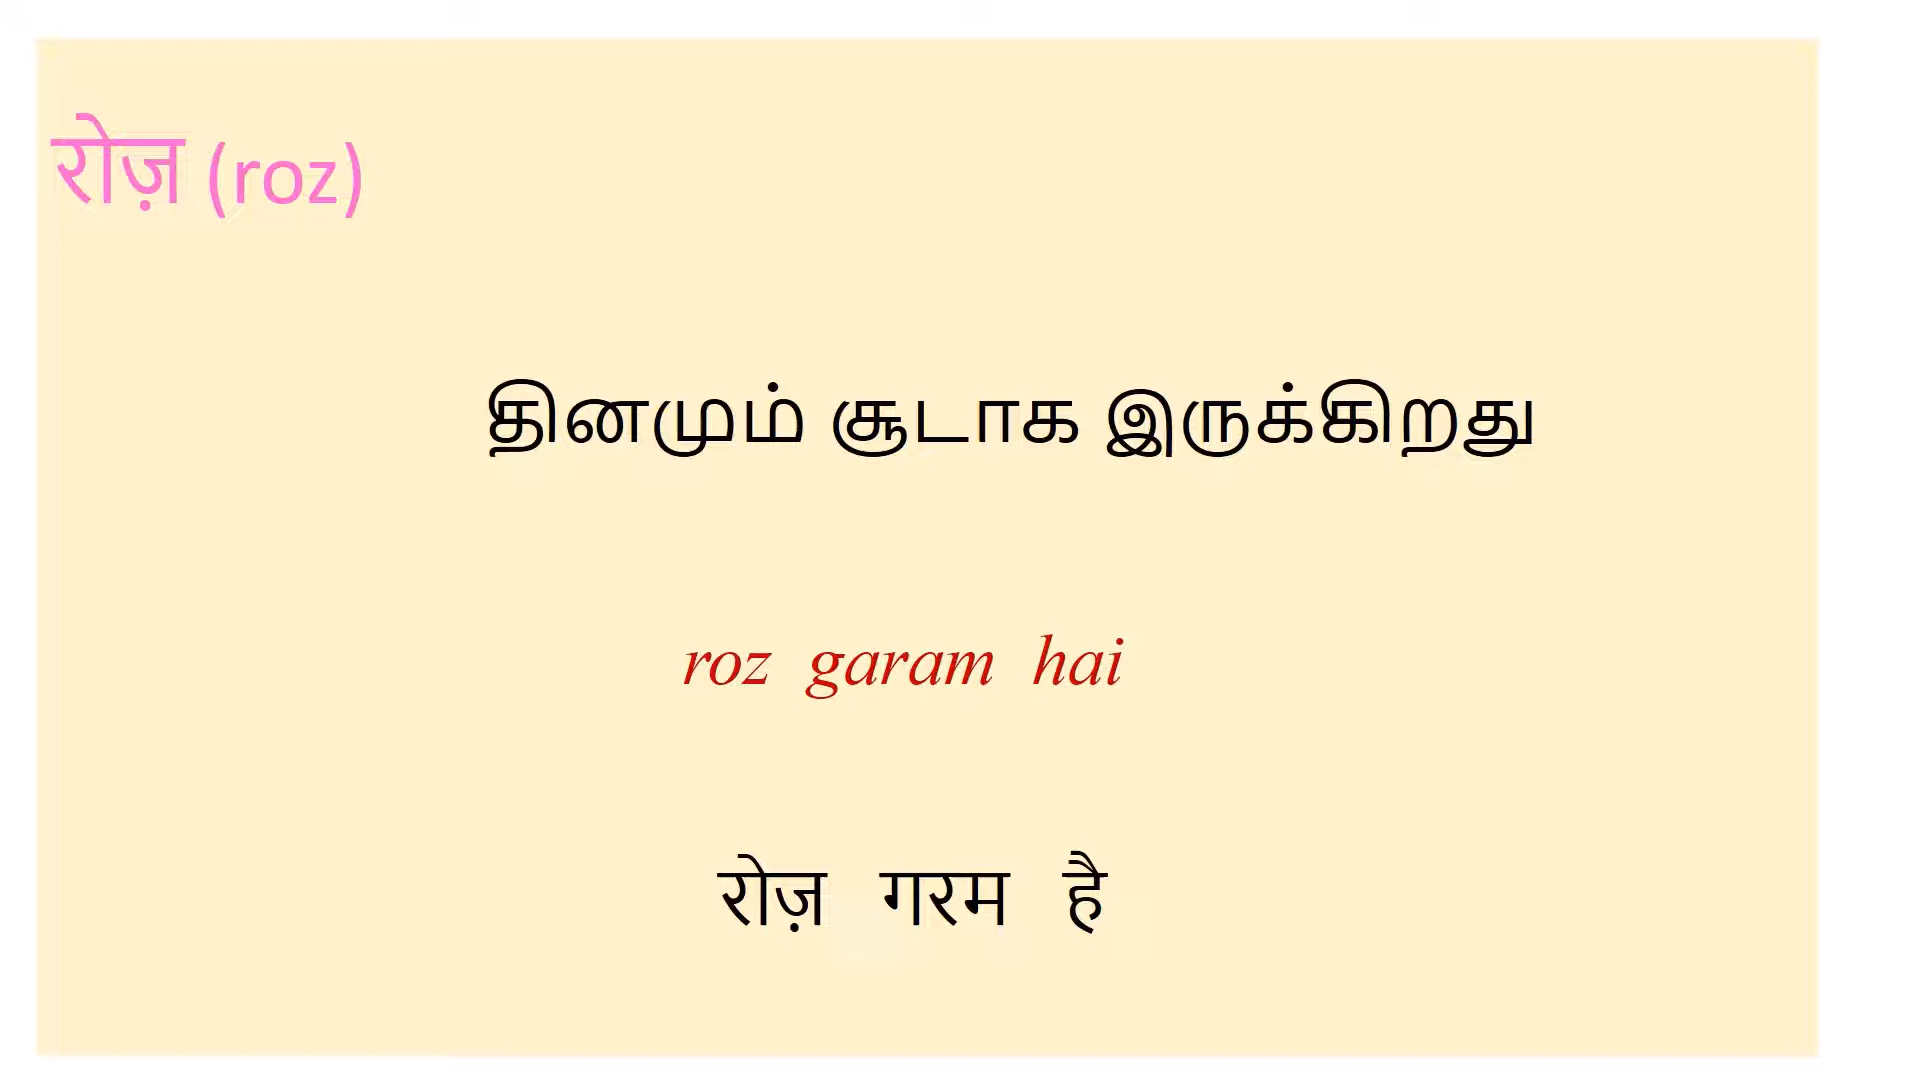 रोज़ (roz)
தினமும் சூடாக இருக்கிறது
roz garam hai
रोज़ गरम है